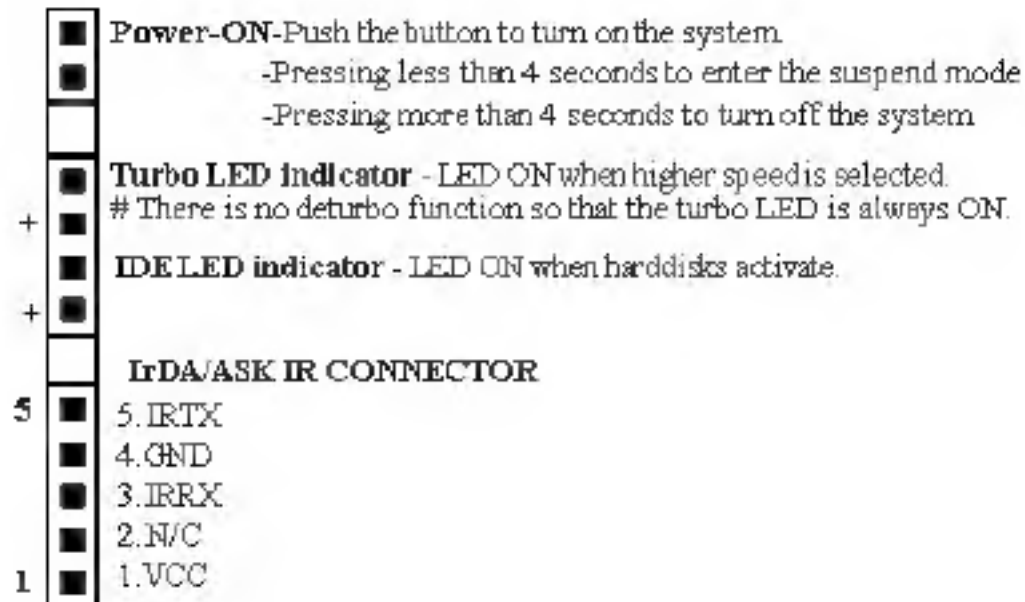 Power-ON-Push the button to turn on the system.
-Pressing less than 4 seconds to enter the suspend mode
-Pressing more than 4 seconds to turn off the system
Turbo LED indicator - LED ON when higher speed is selected.
+ # There is no deturbo function so that the turbo LED is always ON.
IDE LED indicator - LED ON when harddisks activate.
+
IrDA/ASK IR CONNECTOR
5 5.IRTX
4.GND
3.IRRX
2.N/C
1 1.VCC